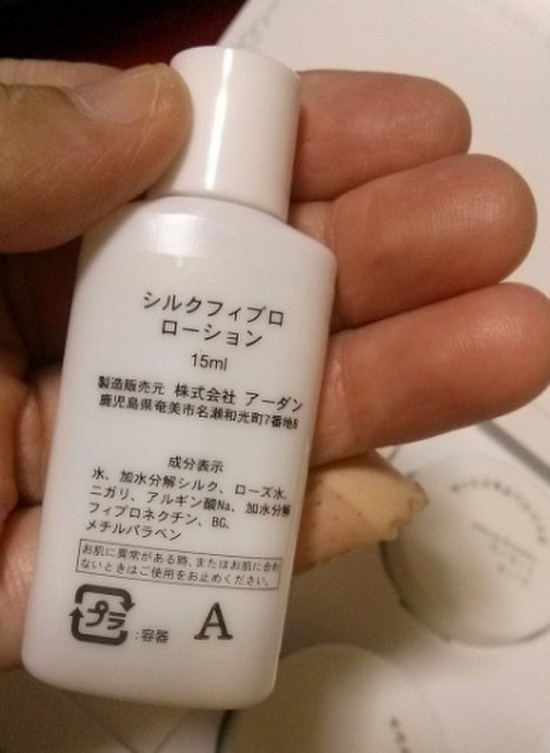 シルクフィブロ
ローション
15ml
製造販売元 株式会社 アーダン
鹿児島県奄美市名瀬和光町7番地8
成分表示
水、加水分解シルク、ローズ水、
ニガリ、アルギン酸Na、加水分解
フィブロネクチン、BG、
メチルパラベン
お肌に異常がある時、またはお肌に合わ
ないときはご使用をお止めください。
プラ
:容器
A